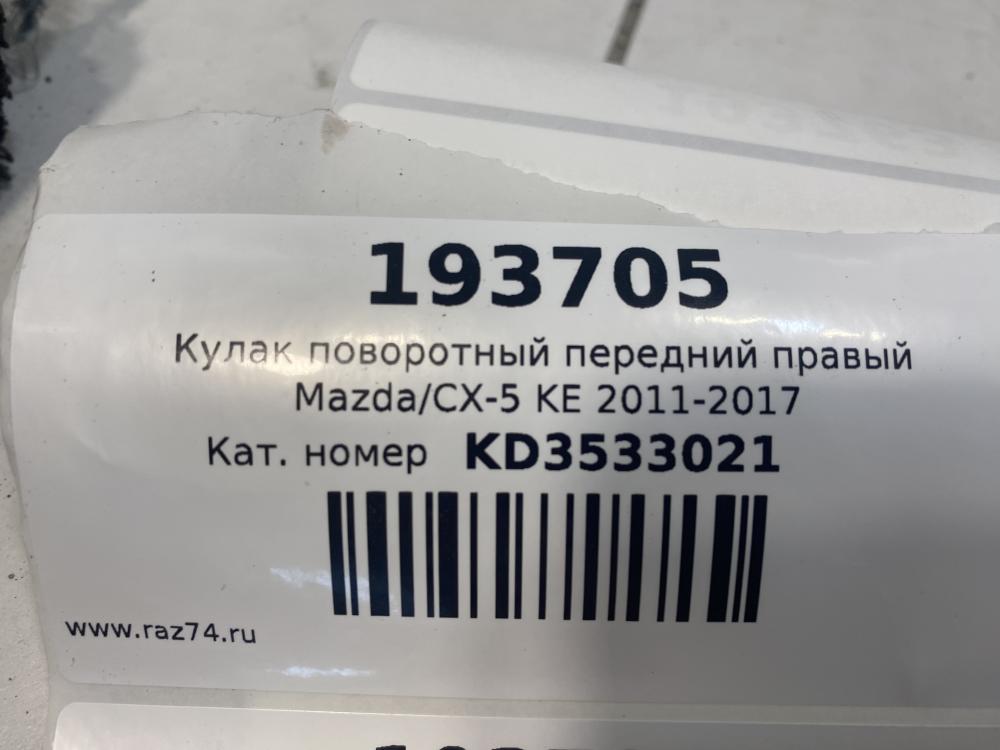 193705
Кулак поворотный передний правый
Mazda/CX-5 KE 2011-2017
Кат. номер KD3533021
www.raz74.ru